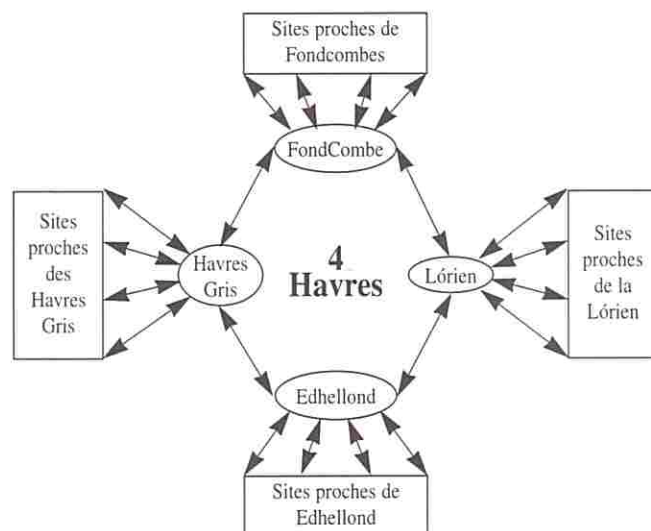 Sites proches de
Fondcombes
FondCombe
Sites
proches
des
Havres
Gris
Havres
Gris
4
Havres
Lórien
Sites
proches
de la
Lórien
Edhellond
Sites proches de
Edhellond